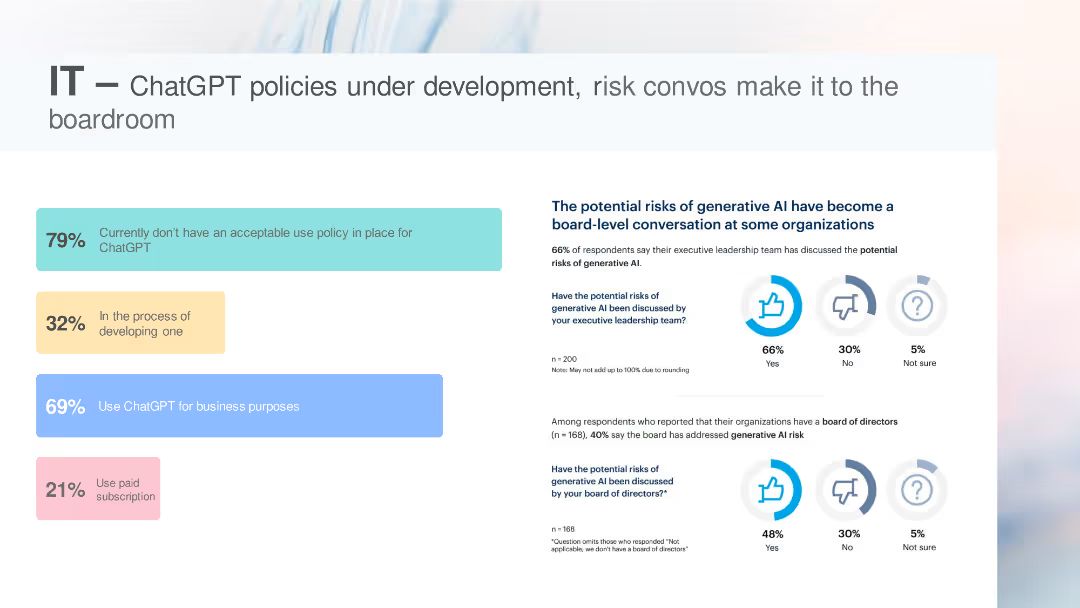 IT – ChatGPT policies under development, risk convos make it to the
boardroom
79%
Currently don't have an acceptable use policy in place for
ChatGPT
32%
In the process of
developing one
69%
Use ChatGPT for business purposes
21%
Use paid
subscription
The potential risks of generative AI have become a
board-level conversation at some organizations
66% of respondents say their executive leadership team has discussed the potential
risks of generative AI.
Have the potential risks of
generative AI been discussed by
your executive leadership team?
n = 200
Note: May not add up to 100% due to rounding
66%
Yes
30%
No
5%
Not sure
Among respondents who reported that their organizations have a board of directors
(n = 168), 40% say the board has addressed generative AI risk
Have the potential risks of
generative AI been discussed
by your board of directors?*
n = 168
*Question omits those who responded "Not
applicable; we don't have a board of directors"
48%
Yes
30%
No
5%
Not sure